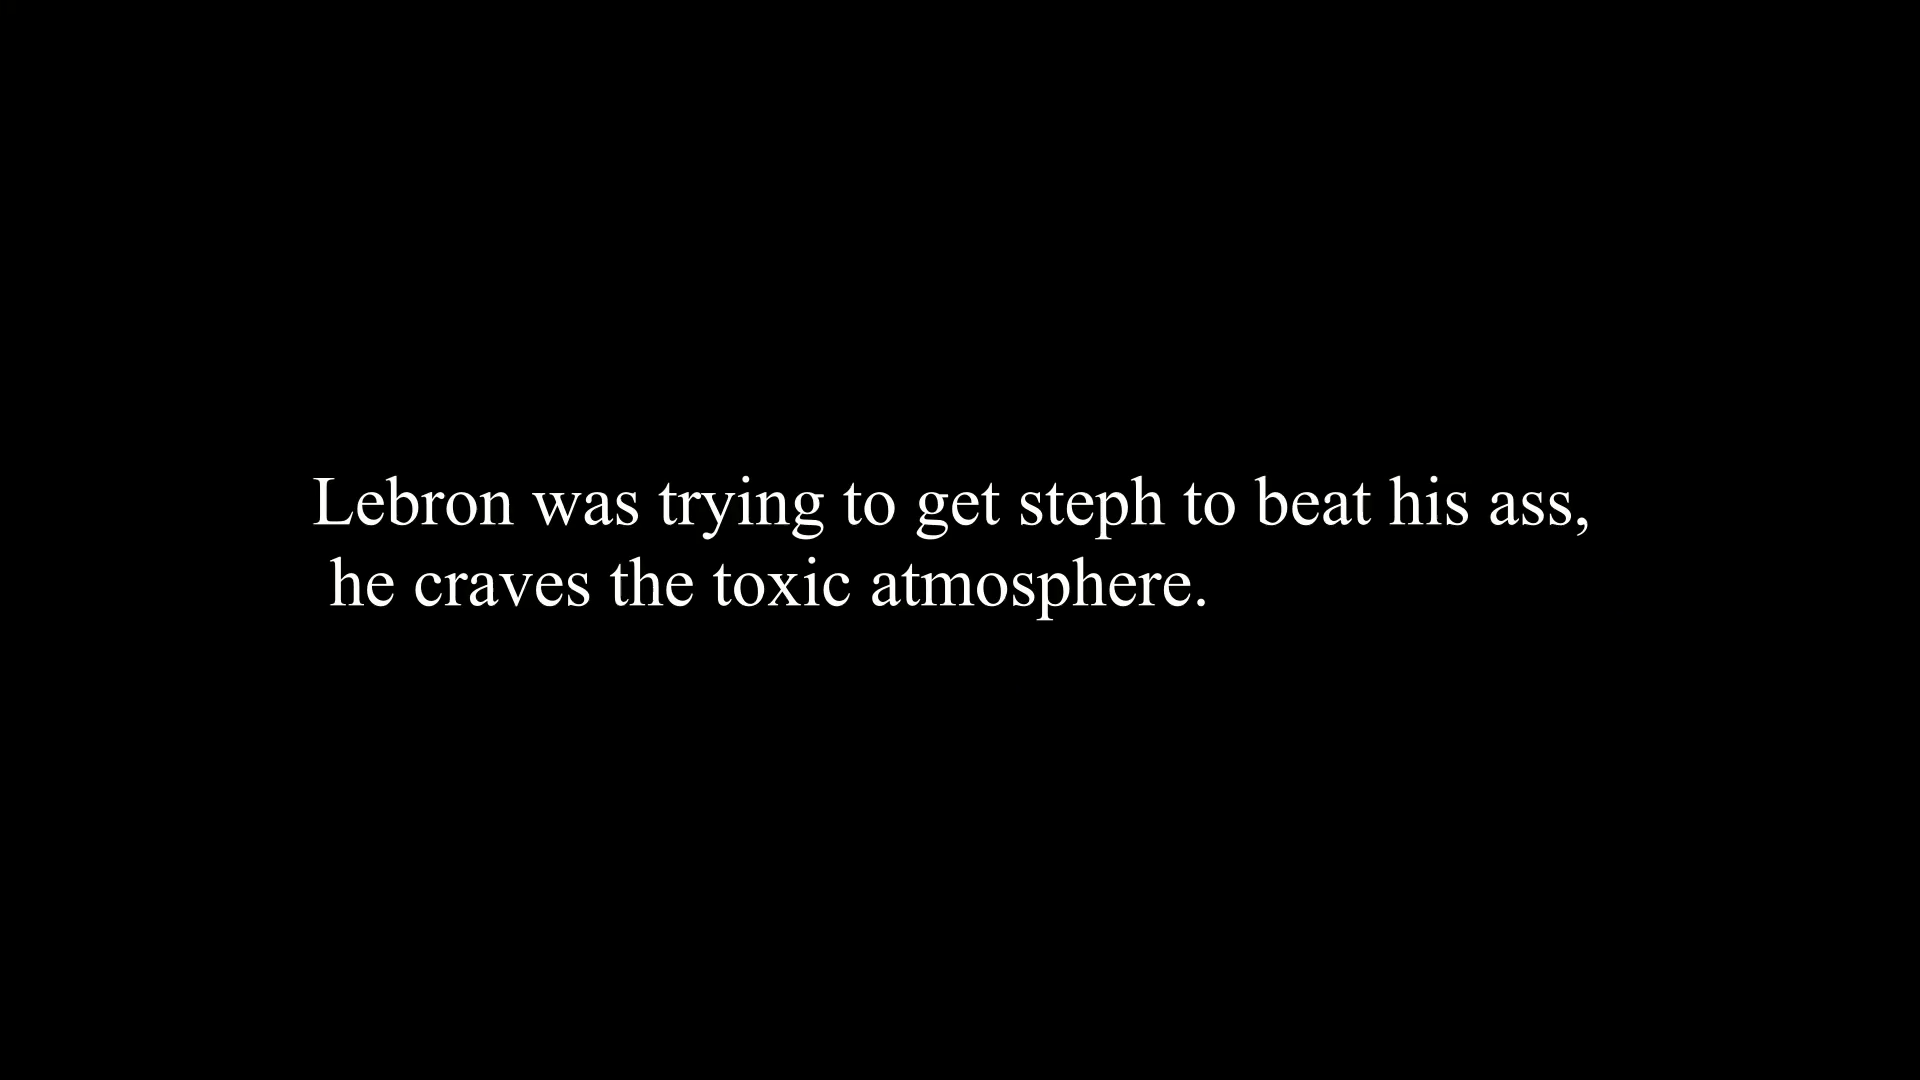 Lebron was trying to get steph to beat his ass,
he craves the toxic atmosphere.